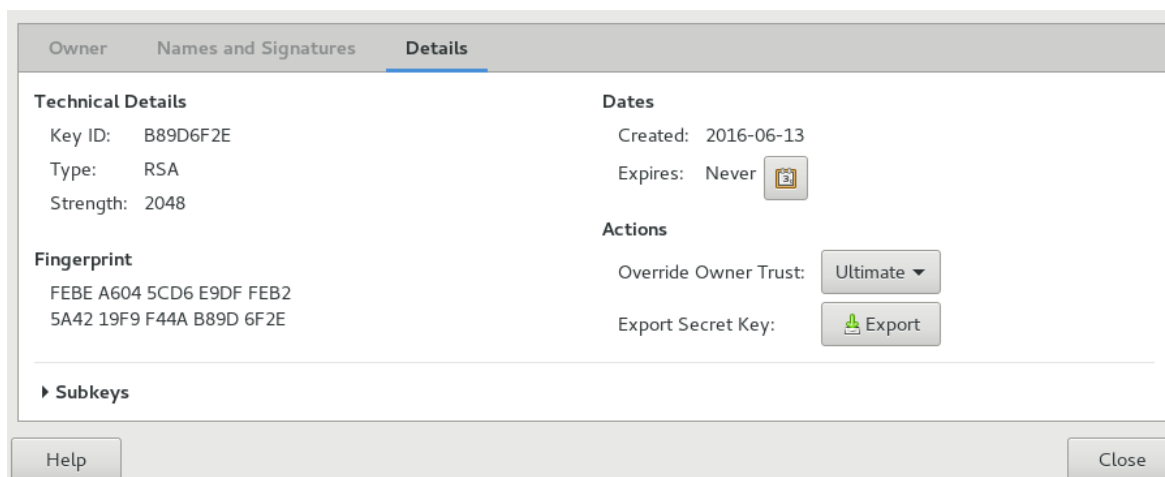 Owner Names and Signatures Details
Technical Details
Key ID: B89D6F2E
Type: RSA
Strength: 2048
Fingerprint
FEBE A604 5CD6 E9DF FEB2
5A42 19F9 F44A B89D 6F2E
Dates
Created: 2016-06-13
Expires: Never
Actions
Override Owner Trust: Ultimate
Export Secret Key: Export
Subkeys
Help Close